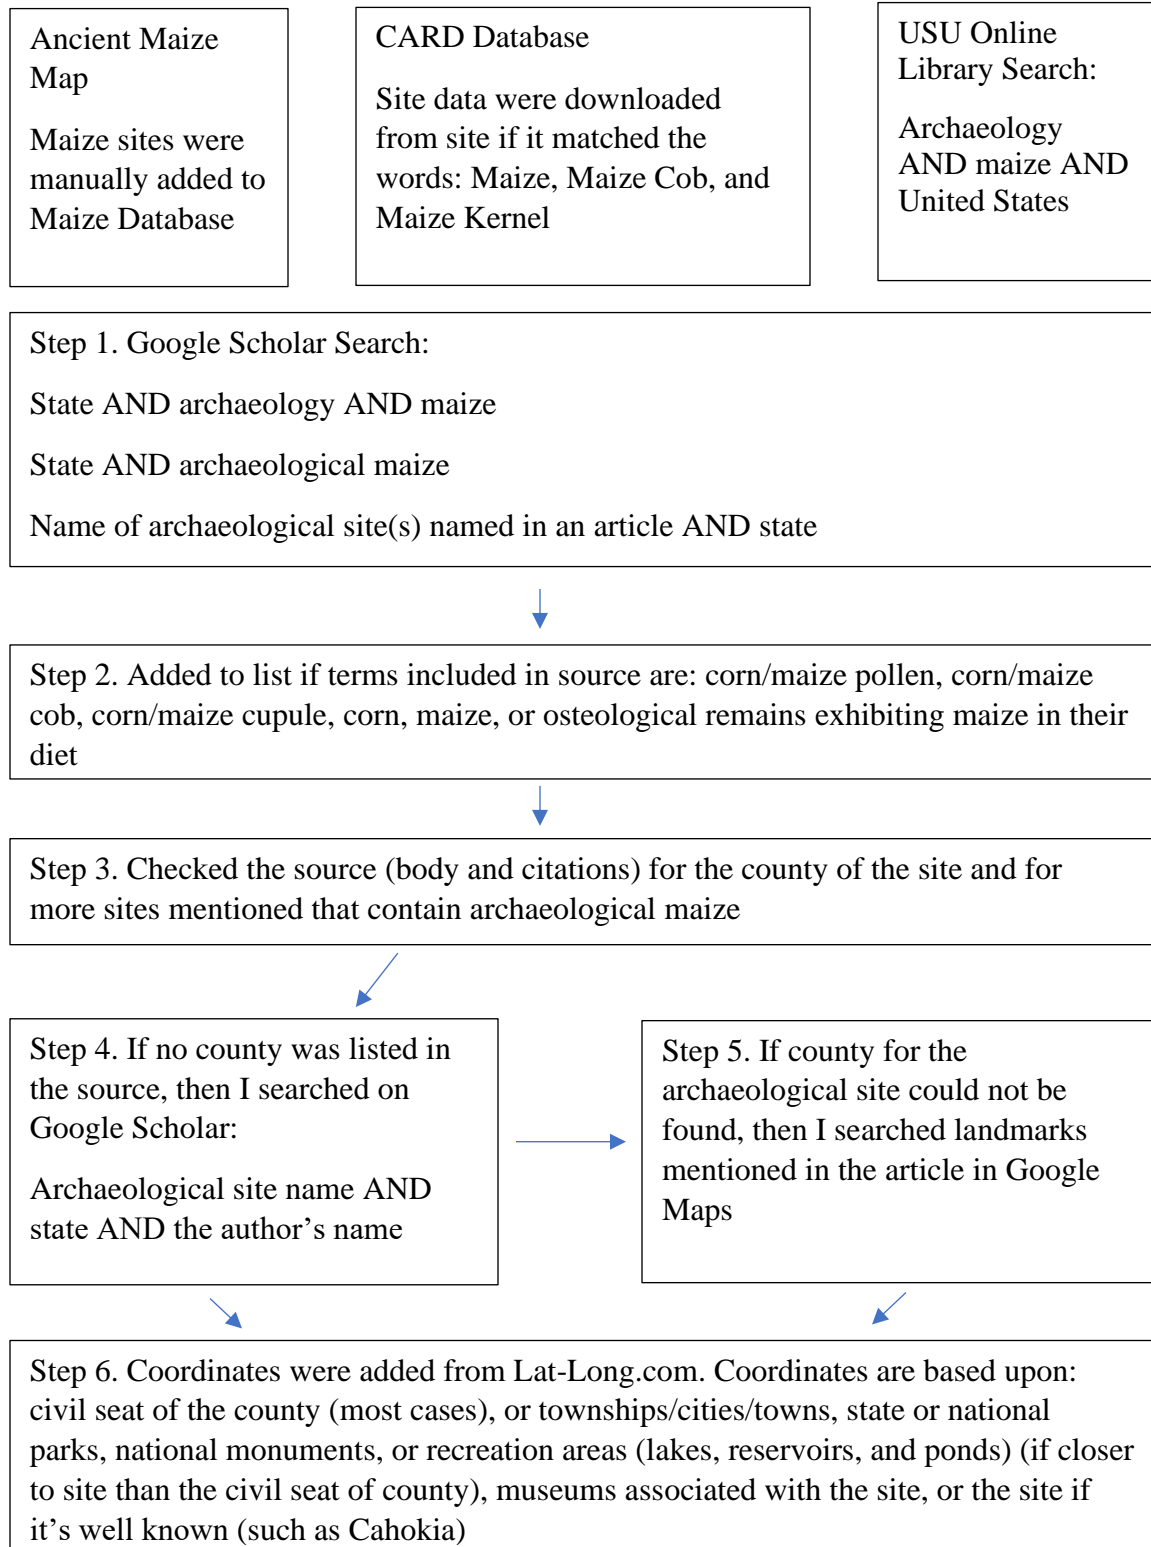 Ancient Maize
Map
Maize sites were
manually added to
Maize Database
CARD Database
Site data were downloaded
from site if it matched the
words: Maize, Maize Cob, and
Maize Kernel
USU Online
Library Search:
Archaeology
AND maize AND
United States
Step 1. Google Scholar Search:
State AND archaeology AND maize
State AND archaeological maize
Name of archaeological site(s) named in an article AND state
Step 2. Added to list if terms included in source are: corn/maize pollen, corn/maize
cob, corn/maize cupule, corn, maize, or osteological remains exhibiting maize in their
diet
Step 3. Checked the source (body and citations) for the county of the site and for
more sites mentioned that contain archaeological maize
Step 4. If no county was listed in
the source, then I searched on
Google Scholar:
Archaeological site name AND
state AND the author’s name
Step 5. If county for the
archaeological site could not be
found, then I searched landmarks
mentioned in the article in Google
Maps
Step 6. Coordinates were added from Lat-Long.com. Coordinates are based upon:
civil seat of the county (most cases), or townships/cities/towns, state or national
parks, national monuments, or recreation areas (lakes, reservoirs, and ponds) (if closer
to site than the civil seat of county), museums associated with the site, or the site if
it’s well known (such as Cahokia)